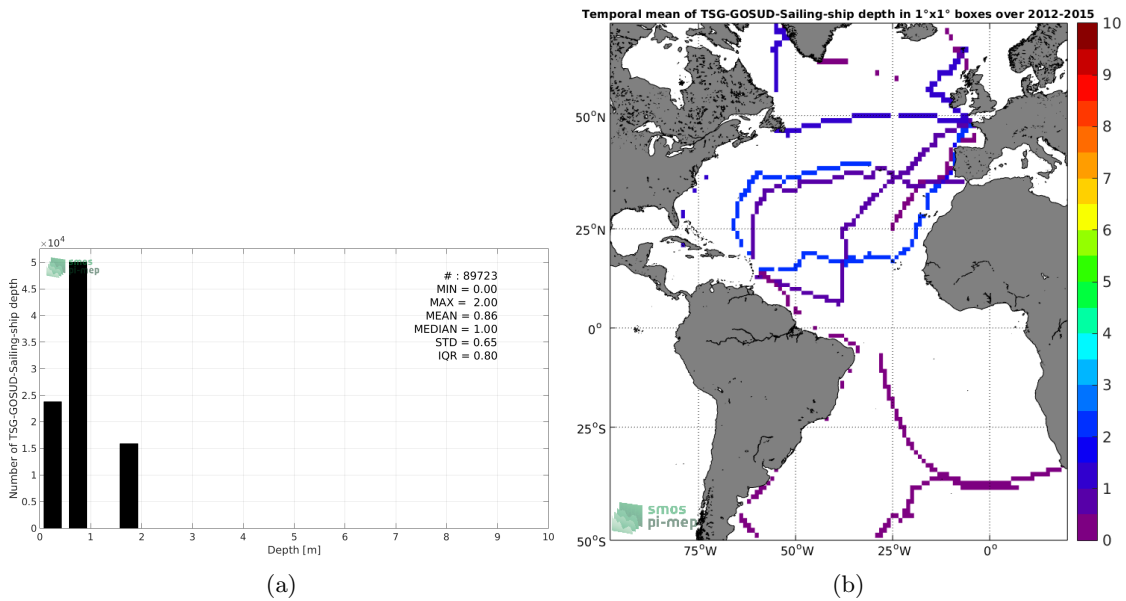 Temporal mean of TSG-GOSUD-Sailing-ship depth in 1°x1° boxes over 2012-2015
×10⁴
Number of TSG-GOSUD-Sailing-ship depth
5
4.5
4
3.5
3
2.5
2
1.5
1
0.5
0
0 1 2 3 4 5 6 7 8 9 10
Depth [m]
smos
pi-mep
# : 89723
MIN = 0.00
MAX = 2.00
MEAN = 0.86
MEDIAN = 1.00
STD = 0.65
IQR = 0.80
(a)
50°N
25°N
0°
25°S
50°S
75°W 50°W 25°W 0°
smos
pi-mep
10
9
8
7
6
5
4
3
2
1
0
(b)